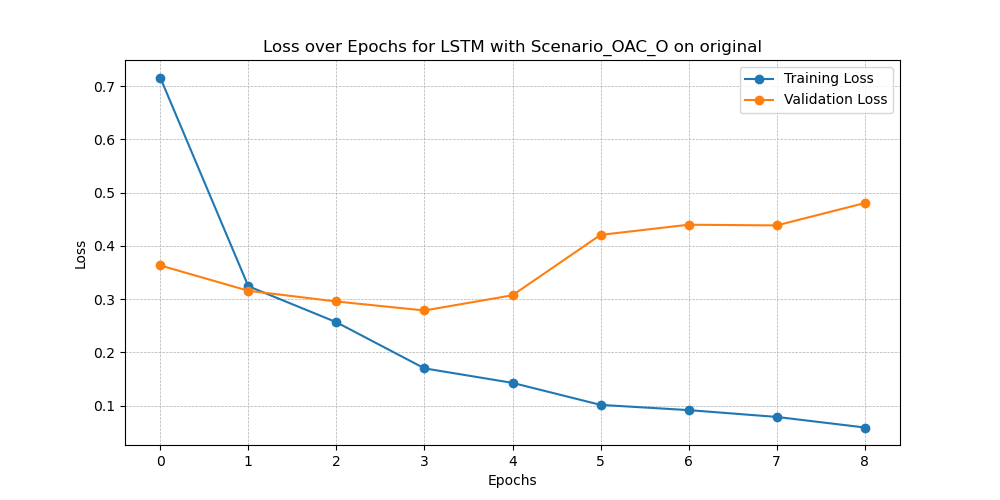 Loss over Epochs for LSTM with Scenario_OAC_O on original
Training Loss
Validation Loss
0.7
0.6
0.5
0.4
0.3
0.2
0.1
Loss
0 1 2 3 4 5 6 7 8
Epochs